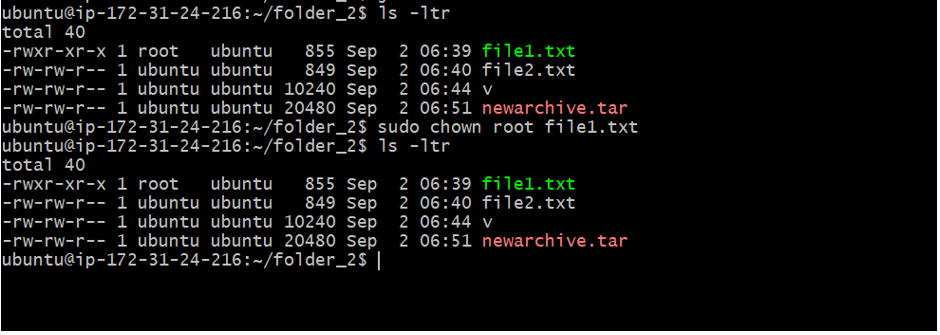 ubuntu@ip-172-31-24-216:~/folder_2$ ls -ltr
total 40
-rwxr-xr-x 1 root   ubuntu   855 Sep  2 06:39 file1.txt
-rw-rw-r-- 1 ubuntu ubuntu   849 Sep  2 06:40 file2.txt
-rw-rw-r-- 1 ubuntu ubuntu 10240 Sep  2 06:44 v
-rw-rw-r-- 1 ubuntu ubuntu 20480 Sep  2 06:51 newarchive.tar
ubuntu@ip-172-31-24-216:~/folder_2$ sudo chown root file1.txt
ubuntu@ip-172-31-24-216:~/folder_2$ ls -ltr
total 40
-rwxr-xr-x 1 root   ubuntu   855 Sep  2 06:39 file1.txt
-rw-rw-r-- 1 ubuntu ubuntu   849 Sep  2 06:40 file2.txt
-rw-rw-r-- 1 ubuntu ubuntu 10240 Sep  2 06:44 v
-rw-rw-r-- 1 ubuntu ubuntu 20480 Sep  2 06:51 newarchive.tar
ubuntu@ip-172-31-24-216:~/folder_2$